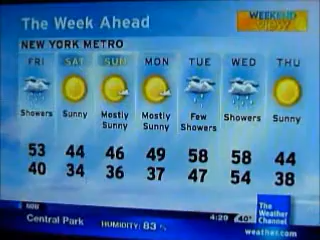 The Week Ahead
WEEKEND VIEW
NEW YORK METRO
FRI SAT SUN MON TUE WED THU
Showers Sunny Mostly Sunny Mostly Sunny Few Showers Showers Sunny
53 44 46 49 58 58 44
40 34 36 37 47 54 38
Central Park HUMIDITY: 83 % 4:29 40°
The Weather Channel
weather.com